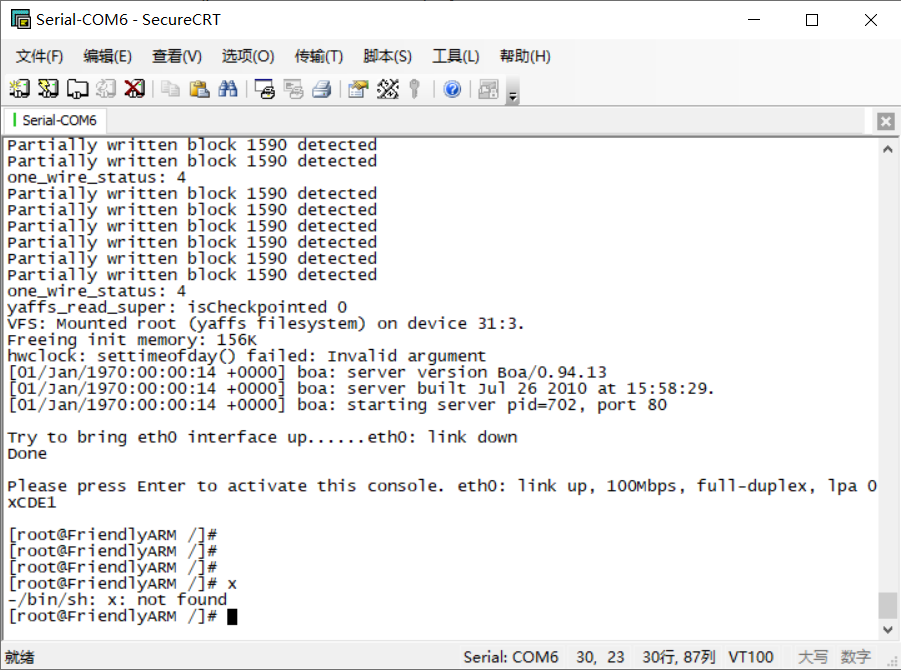 Serial-COM6 - SecureCRT
文件(F) 编辑(E) 查看(V) 选项(O) 传输(T) 脚本(S) 工具(L) 帮助(H)
Serial-COM6
Partially written block 1590 detected
Partially written block 1590 detected
one_wire_status: 4
Partially written block 1590 detected
Partially written block 1590 detected
Partially written block 1590 detected
Partially written block 1590 detected
Partially written block 1590 detected
Partially written block 1590 detected
one_wire_status: 4
yaffs_read_super: isCheckpointed 0
VFS: Mounted root (yaffs filesystem) on device 31:3.
Freeing init memory: 156K
hwclock: settimeofday() failed: Invalid argument
[01/Jan/1970:00:00:14 +0000] boa: server version Boa/0.94.13
[01/Jan/1970:00:00:14 +0000] boa: server built Jul 26 2010 at 15:58:29.
[01/Jan/1970:00:00:14 +0000] boa: starting server pid=702, port 80
Try to bring eth0 interface up......eth0: link down
Done
Please press Enter to activate this console. eth0: link up, 100Mbps, full-duplex, lpa 0
xCDE1
[root@FriendlyARM /]#
[root@FriendlyARM /]#
[root@FriendlyARM /]#
[root@FriendlyARM /]# x
-/bin/sh: x: not found
[root@FriendlyARM /]#
就绪 Serial: COM6 30, 23 30行, 87列 VT100 大写 数字